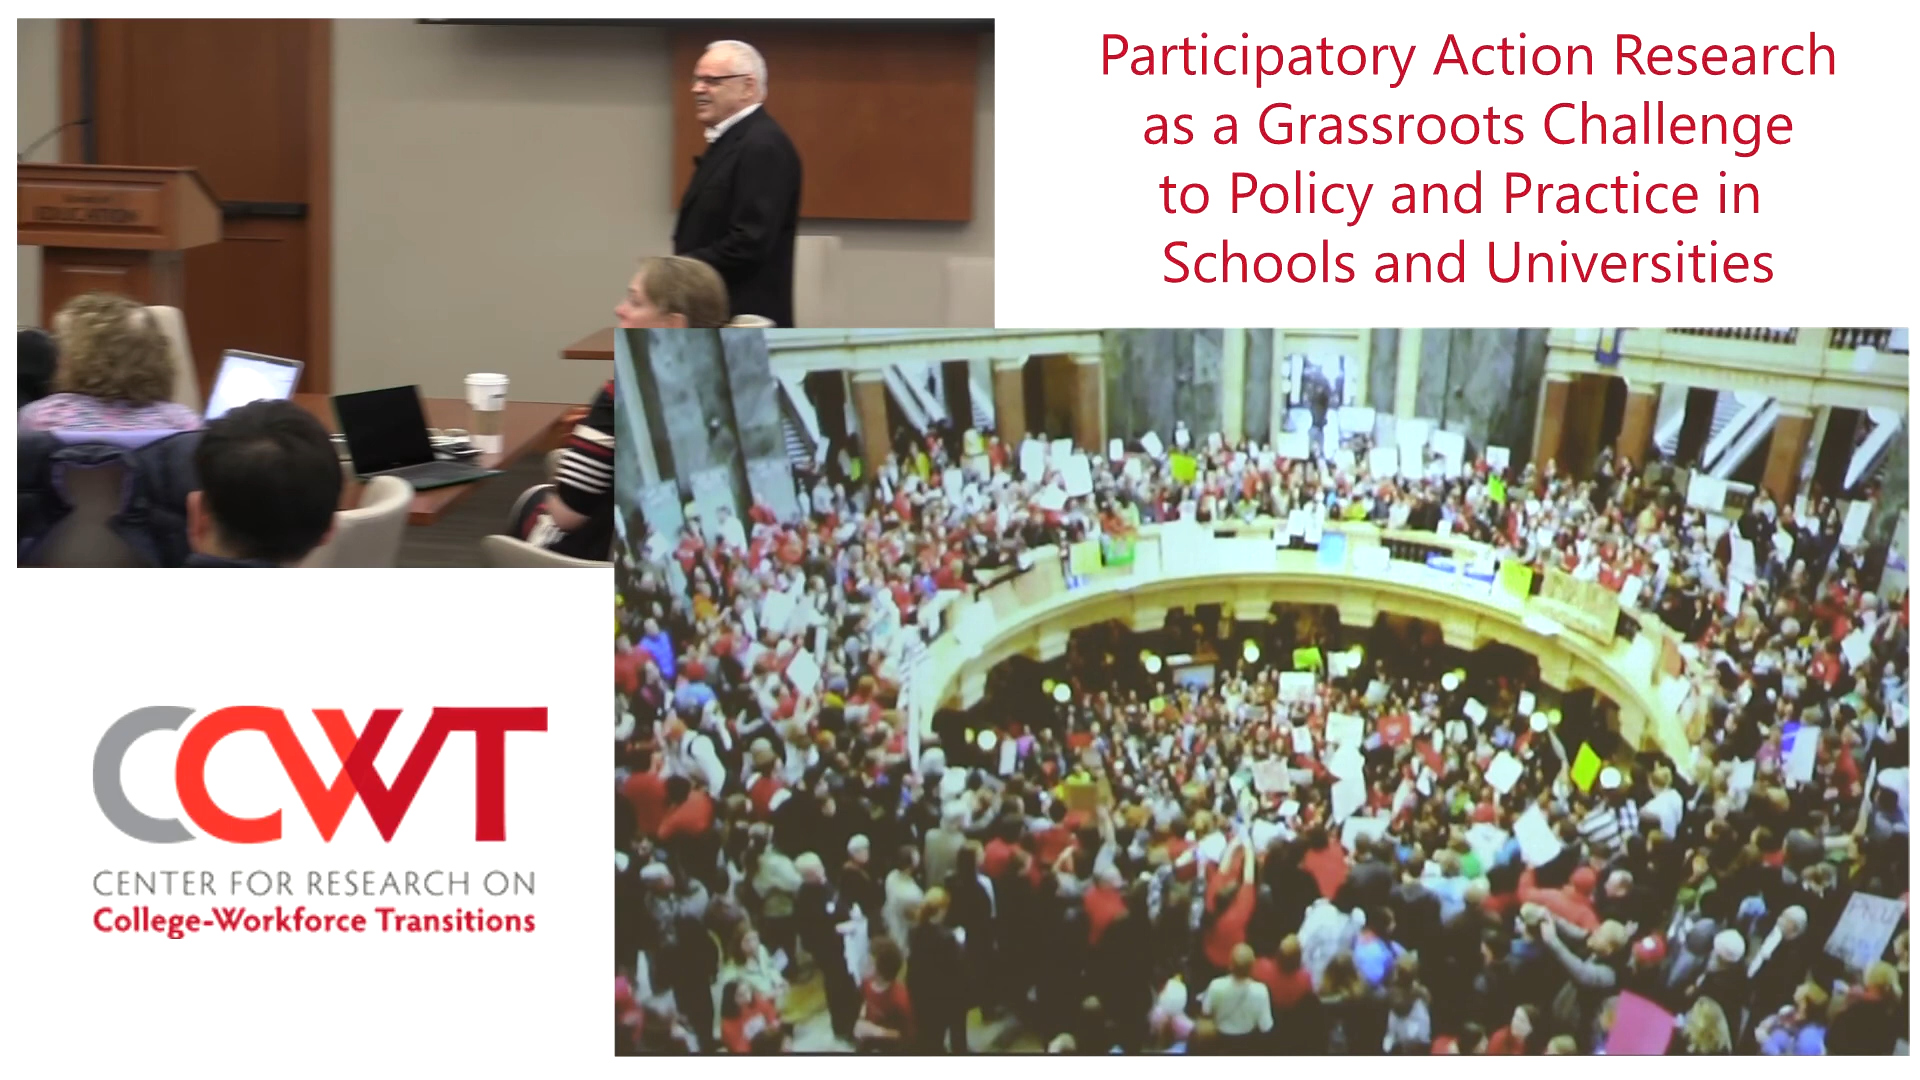 Participatory Action Research
as a Grassroots Challenge
to Policy and Practice in
Schools and Universities
EDUCATION
CCWT
CENTER FOR RESEARCH ON
College-Workforce Transitions